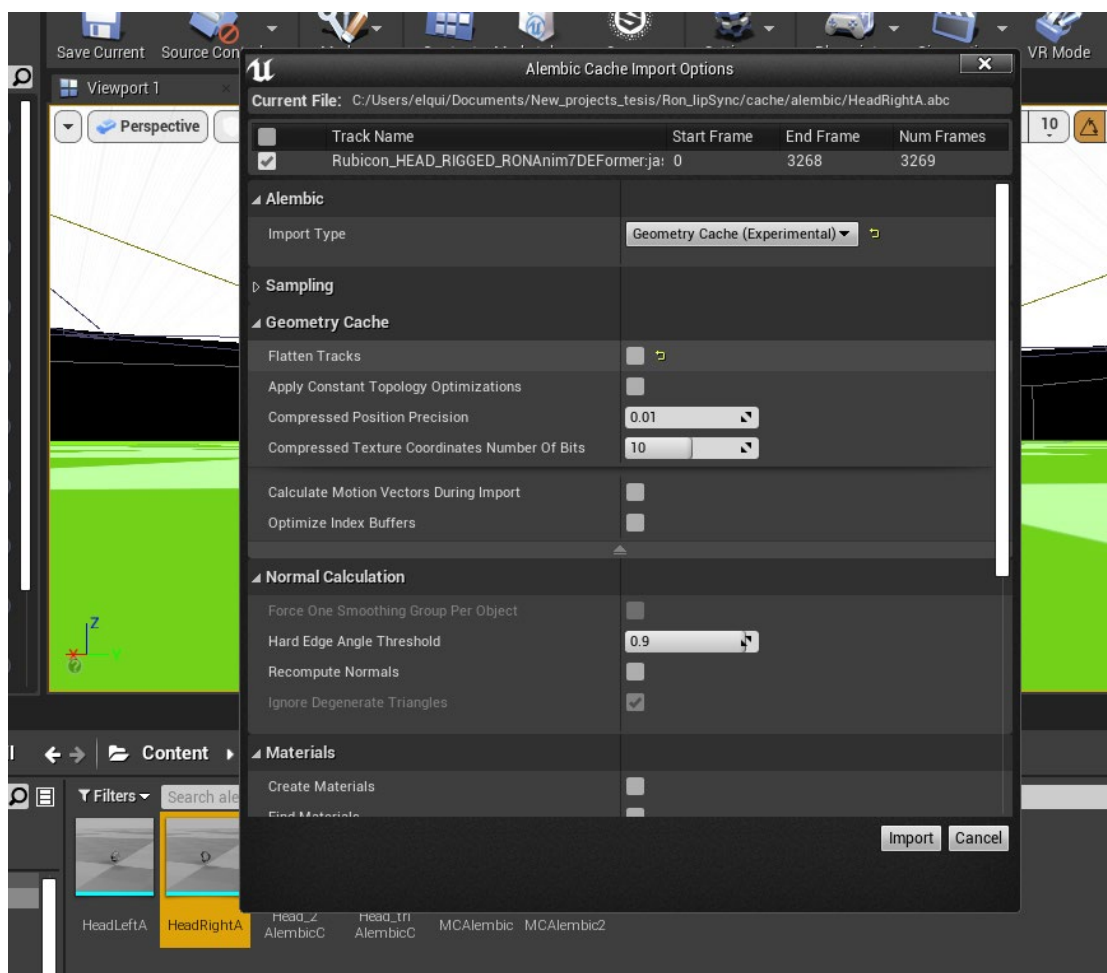 Save Current
Source Con
VR Mode
Viewport 1
Alembic Cache Import Options
Current File: C:/Users/elqui/Documents/New_projects_tesis/Ron_lipSync/cache/alembic/HeadRightA.abc
Perspective
10
Track Name Start Frame End Frame Num Frames
Rubicon_HEAD_RIGGED_RONAnim7DEFormer:ja 0 3268 3269
Alembic
Import Type Geometry Cache (Experimental)
Sampling
Geometry Cache
Flatten Tracks
Apply Constant Topology Optimizations
Compressed Position Precision 0.01
Compressed Texture Coordinates Number Of Bits 10
Calculate Motion Vectors During Import
Optimize Index Buffers
Normal Calculation
Force One Smoothing Group Per Object
Hard Edge Angle Threshold 0.9
Recompute Normals
Ignore Degenerate Triangles
Z
X Y
Content
Materials
Create Materials
Find Materials
Filters
Search ale
Import Cancel
HeadLeftA HeadRightA Head_2 AlembicC Head_tri AlembicC MCAlembic MCAlembic2